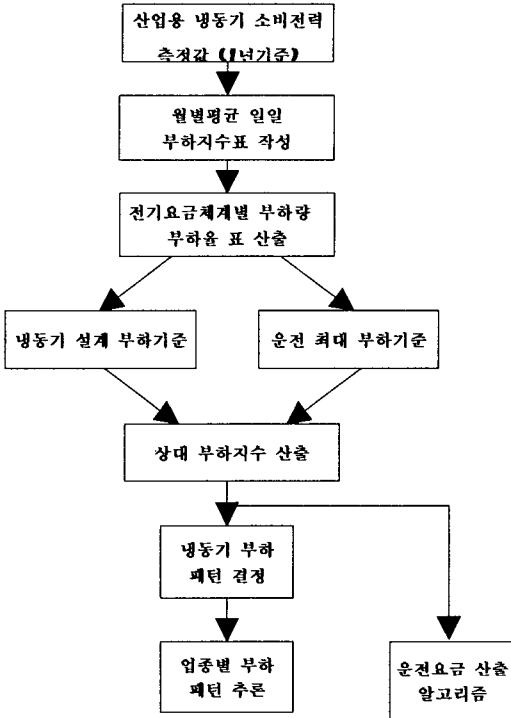 산업용 냉동기 소비전력
측정값 (1년기준)
월별평균 일일
부하지수표 작성
전기요금체계별 부하량
부하율 표 산출
냉동기 설계 부하기준
운전 최대 부하기준
상대 부하지수 산출
냉동기 부하
패턴 결정
업종별 부하
패턴 추론
운전요금 산출
알고리즘